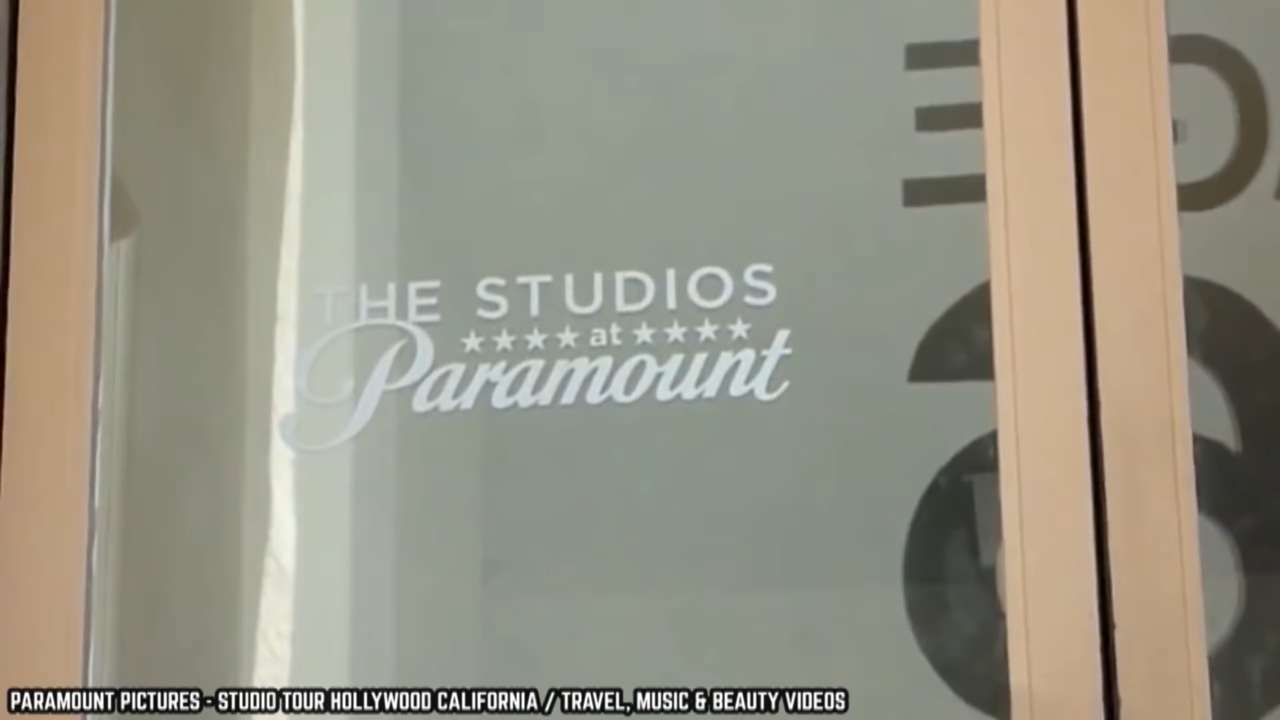 THE STUDIOS
★★★★ at ★★★★
Paramount
PARAMOUNT PICTURES - STUDIO TOUR HOLLYWOOD CALIFORNIA / TRAVEL, MUSIC & BEAUTY VIDEOS